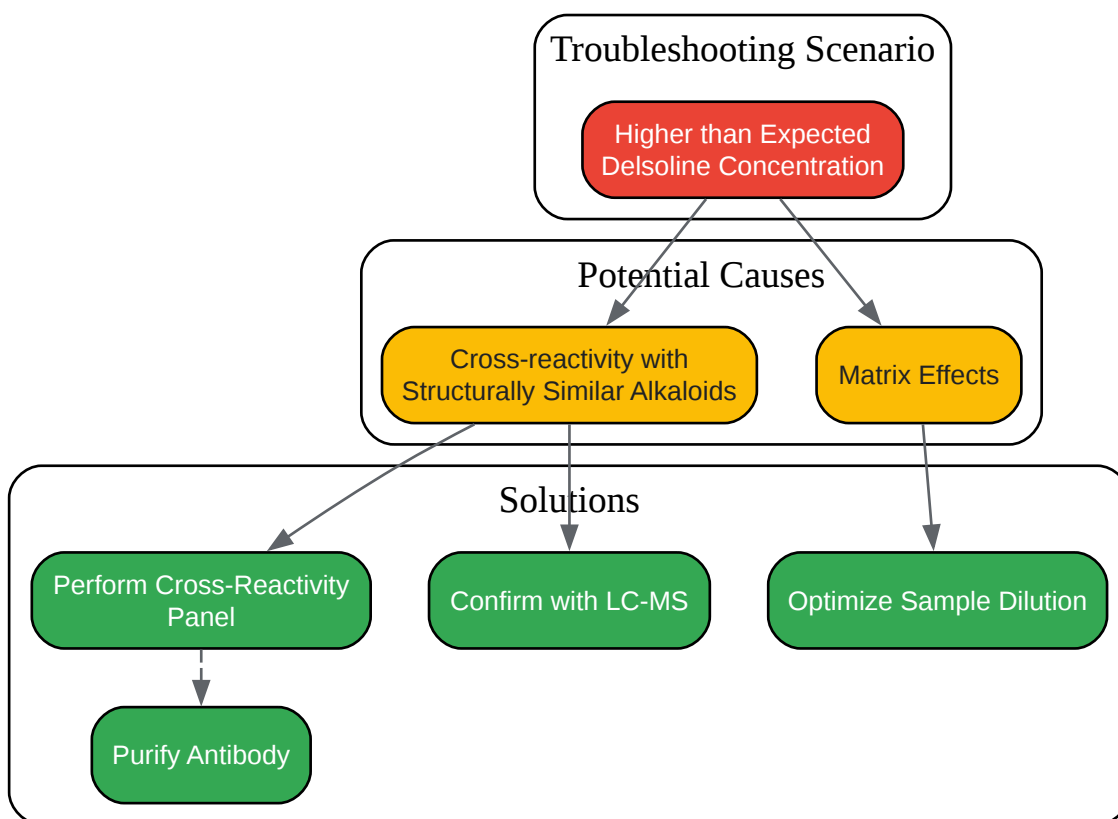 Troubleshooting Scenario
Higher than Expected
Delsoline Concentration
Potential Causes
Cross-reactivity with
Structurally Similar Alkaloids
Matrix Effects
Solutions
Perform Cross-Reactivity
Panel
Confirm with LC-MS
Optimize Sample Dilution
Purify Antibody